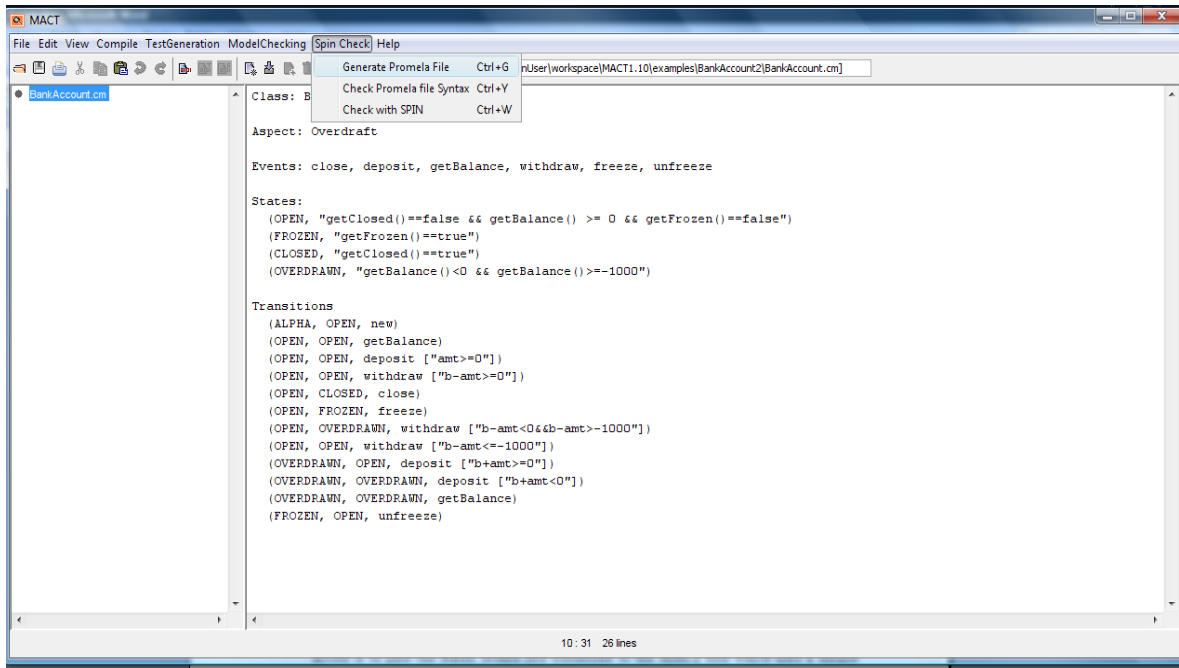 MACT
File Edit View Compile TestGeneration ModelChecking Spin Check Help
Generate Promela File Ctrl+G
Check Promela file Syntax Ctrl+Y
Check with SPIN Ctrl+W
nUser\workspace\MACT1.10\examples\BankAccount2\BankAccount.cm]
BankAccount.cm
Class: B
Aspect: Overdraft
Events: close, deposit, getBalance, withdraw, freeze, unfreeze
States:
(OPEN, "getClosed()==false && getBalance() >= 0 && getFrozen()==false")
(FROZEN, "getFrozen()==true")
(CLOSED, "getClosed()==true")
(OVERDRAWN, "getBalance()<0 && getBalance()>=-1000")
Transitions
(ALPHA, OPEN, new)
(OPEN, OPEN, getBalance)
(OPEN, OPEN, deposit ["amt>=0"])
(OPEN, OPEN, withdraw ["b-amt>=0"])
(OPEN, CLOSED, close)
(OPEN, FROZEN, freeze)
(OPEN, OVERDRAWN, withdraw ["b-amt<0&&b-amt>-1000"])
(OPEN, OPEN, withdraw ["b-amt<=-1000"])
(OVERDRAWN, OPEN, deposit ["b+amt>=0"])
(OVERDRAWN, OVERDRAWN, deposit ["b+amt<0"])
(OVERDRAWN, OVERDRAWN, getBalance)
(FROZEN, OPEN, unfreeze)
10 : 31 26 lines